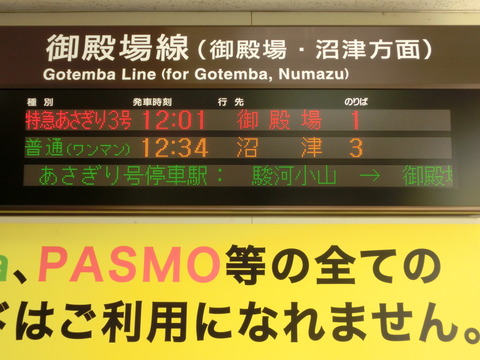 御殿場線(御殿場・沼津方面)
Gotemba Line (for Gotemba, Numazu)
種別 発車時刻 行先 のりば
特急あさぎり3号 12:01 御殿場 1
普通(ワンマン) 12:34 沼津 3
あさぎり号停車駅: 駿河小山 → 御殿
a、PASMO等の全ての
ドはご利用になれません。